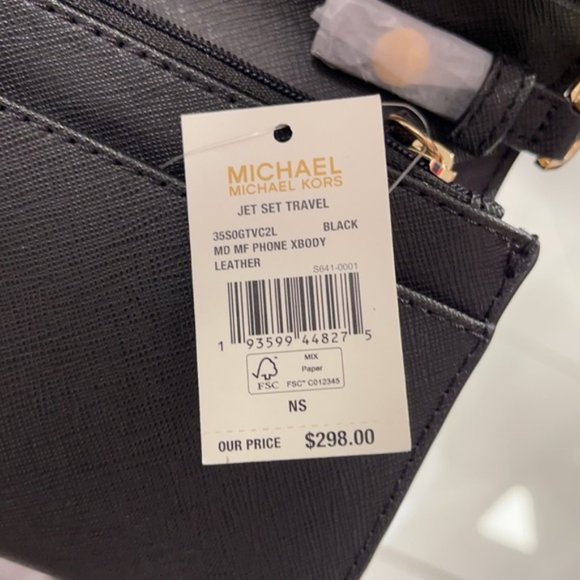 MICHAEL
MICHAEL KORS
JET SET TRAVEL
35S0GTVC2L BLACK
MD MF PHONE XBODY
LEATHER
S641-0001
1 93599 44827 5
FSC
MIX
Paper
FSC™ C012345
NS
OUR PRICE $298.00